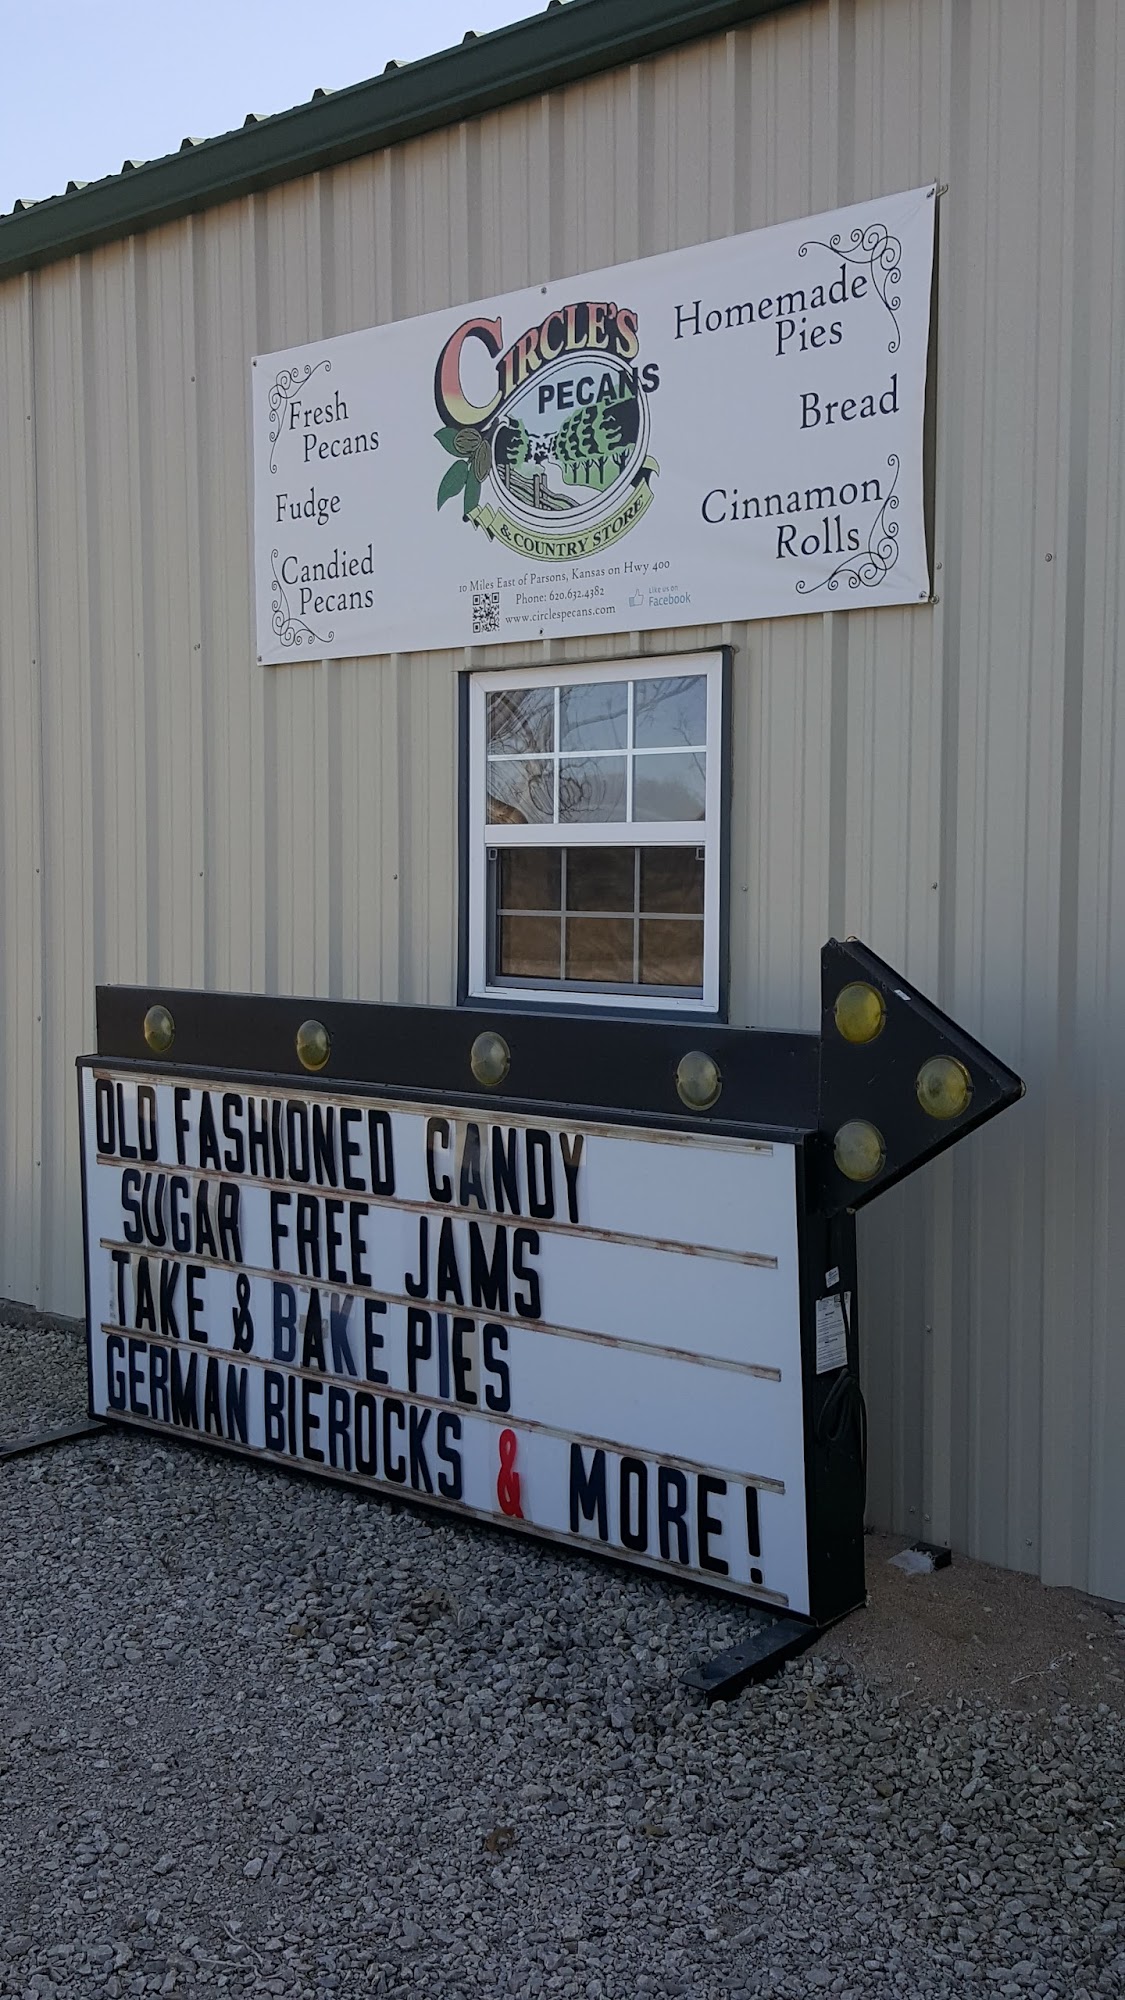 Fresh
Pecans
Fudge
Candied
Pecans
CIRCLE'S
PECANS
& COUNTRY STORE
10 Miles East of Parsons, Kansas on Hwy 400
Phone: 620.632.4382
www.circlespecans.com
Like us on
Facebook
Homemade
Pies
Bread
Cinnamon
Rolls
OLD FASHIONED CANDY
SUGAR FREE JAMS
TAKE & BAKE PIES
GERMAN BIEROCKS & MORE!